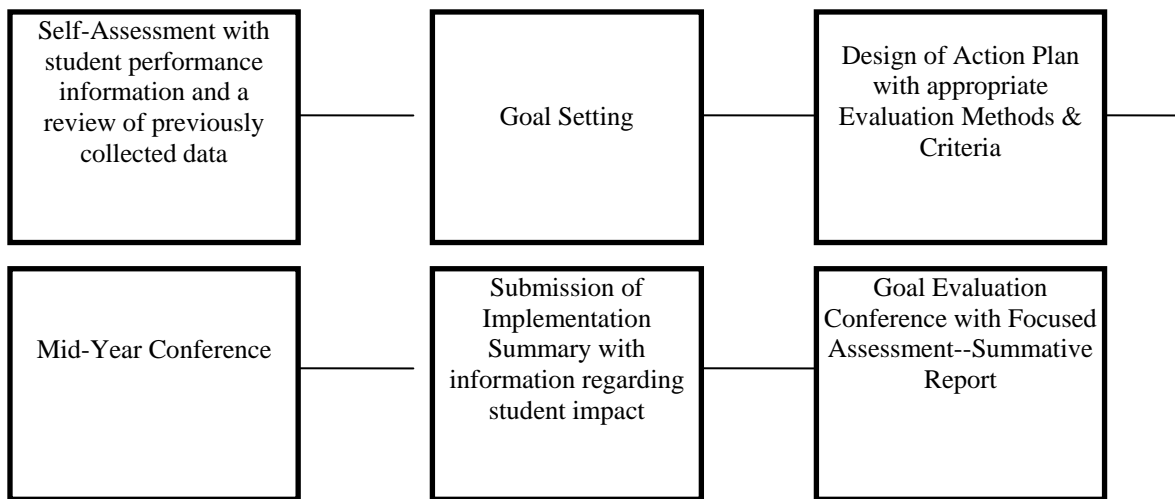 Self-Assessment with
student performance
information and a
review of previously
collected data
Goal Setting
Design of Action Plan
with appropriate
Evaluation Methods &
Criteria
Mid-Year Conference
Submission of
Implementation
Summary with
information regarding
student impact
Goal Evaluation
Conference with Focused
Assessment--Summative
Report